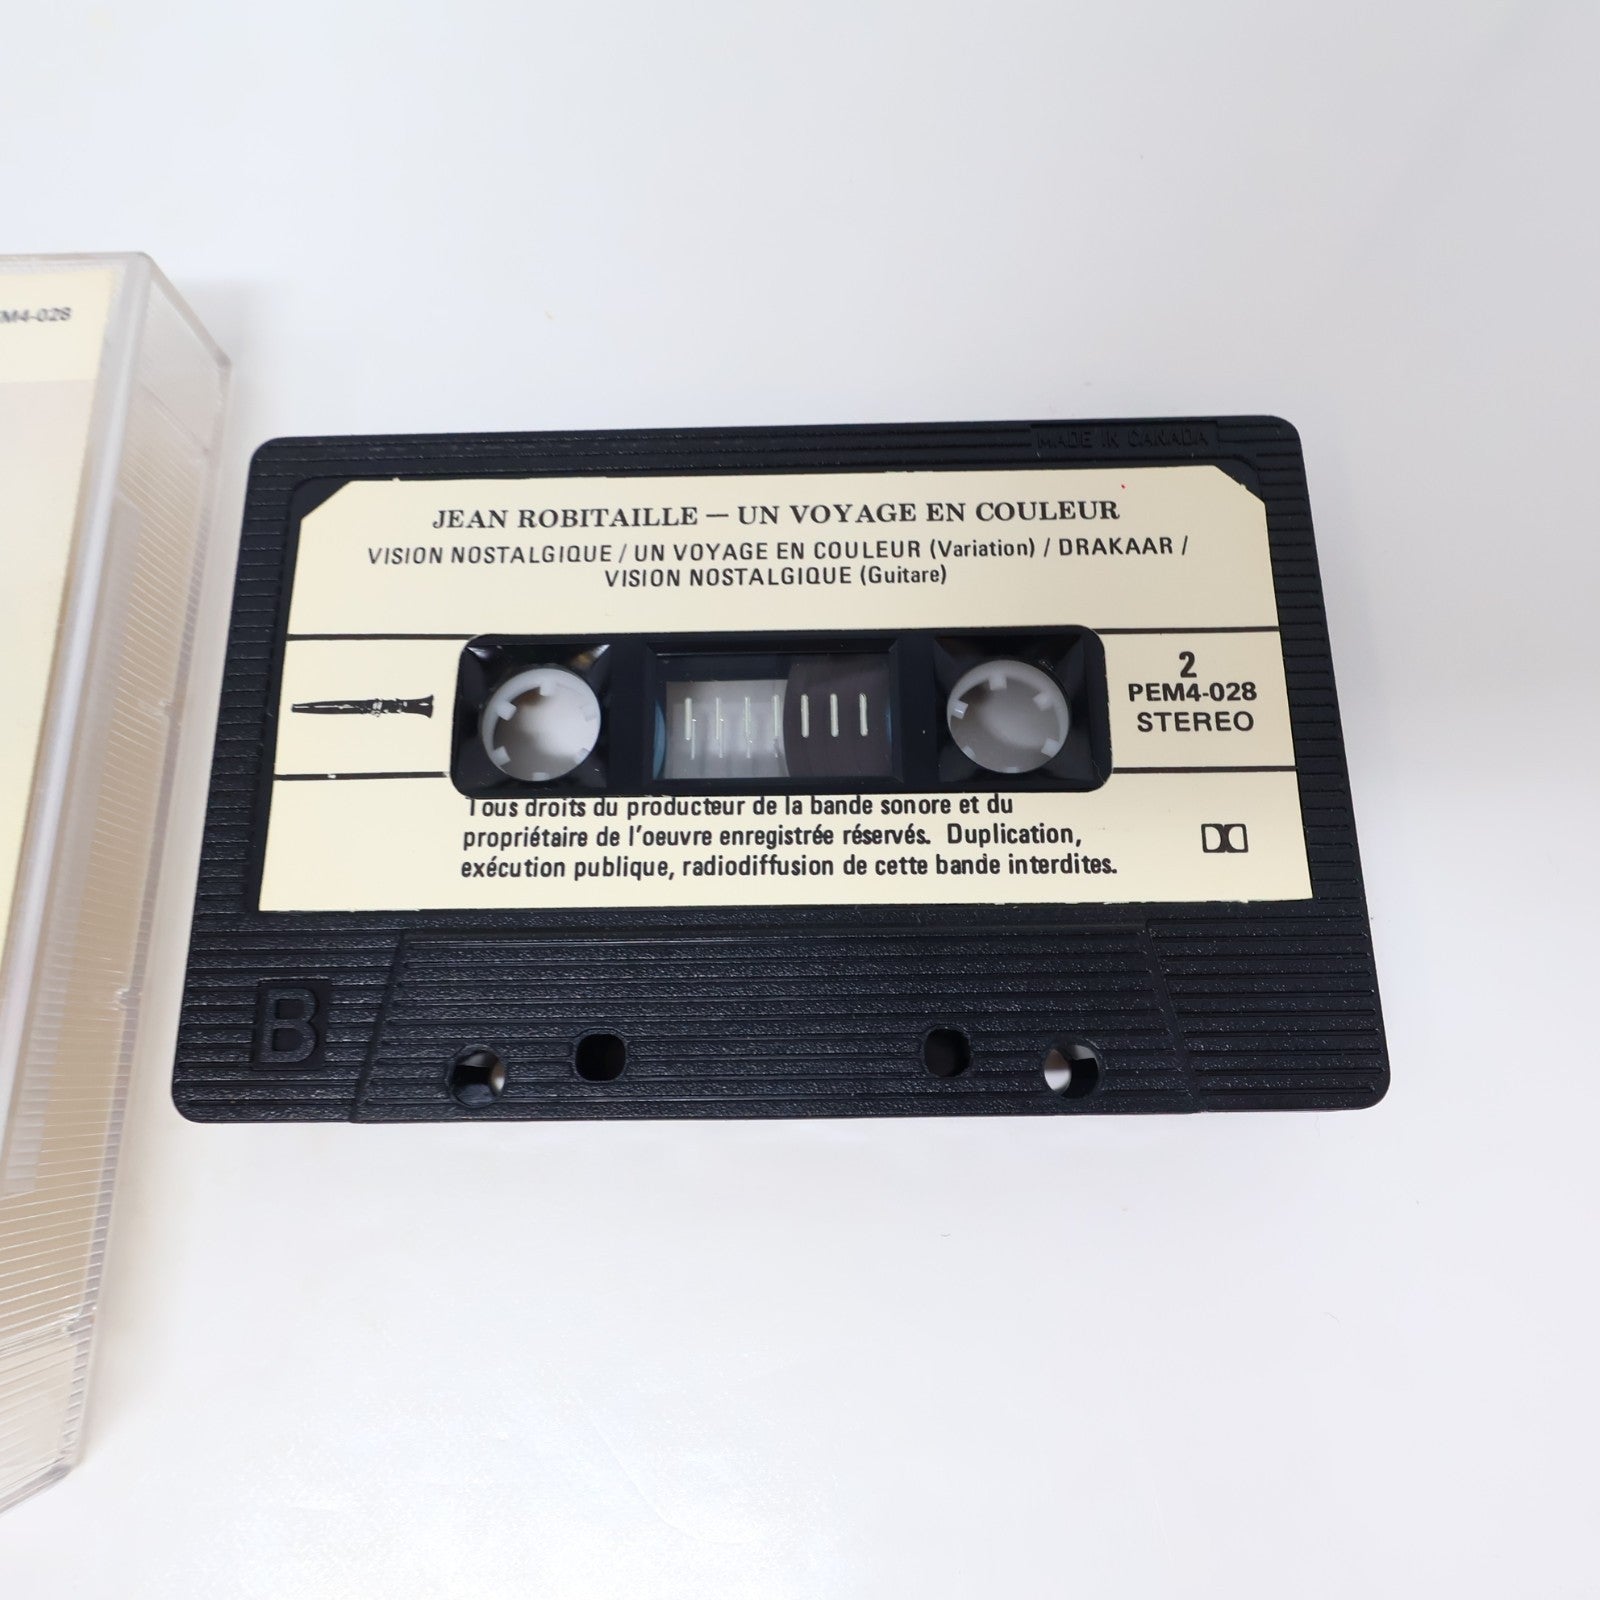 M4-028
MADE IN CANADA
JEAN ROBITAILLE — UN VOYAGE EN COULEUR
VISION NOSTALGIQUE / UN VOYAGE EN COULEUR (Variation) / DRAKAAR /
VISION NOSTALGIQUE (Guitare)
2
PEM4-028
STEREO
Tous droits du producteur de la bande sonore et du
propriétaire de l'oeuvre enregistrée réservés. Duplication,
exécution publique, radiodiffusion de cette bande interdites.
B